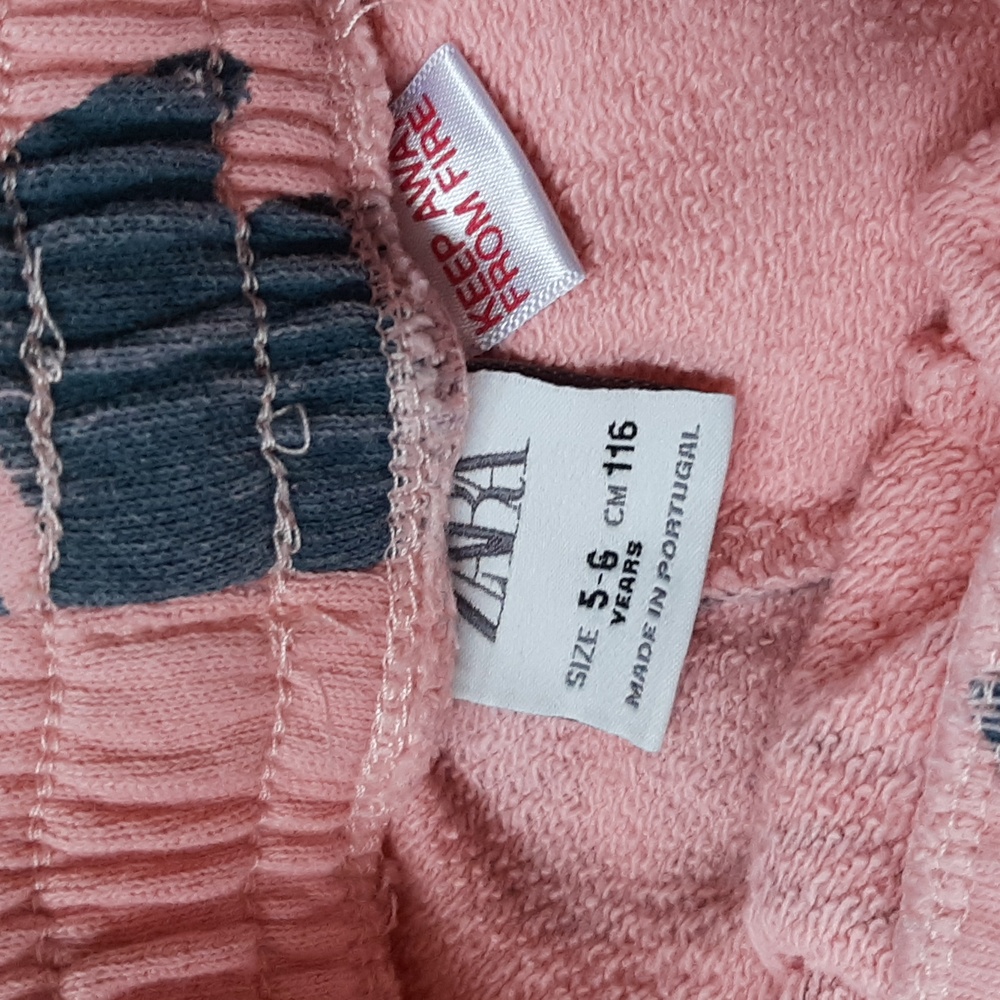 KEEP AWAY
FROM FIRE
ZARA
SIZE 5-6 CM 116
YEARS
MADE IN PORTUGAL